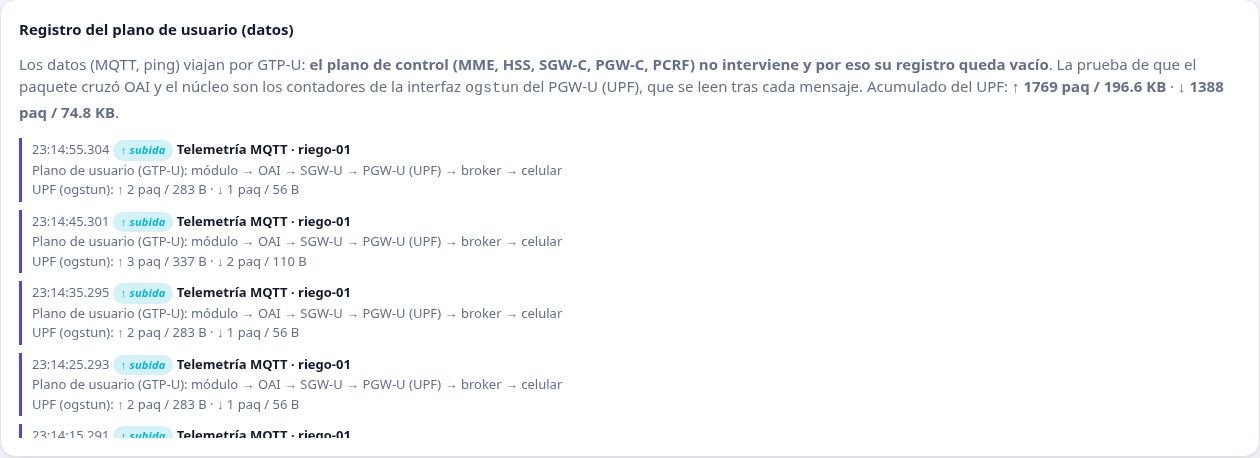 Registro del plano de usuario (datos)
Los datos (MQTT, ping) viajan por GTP-U: el plano de control (MME, HSS, SGW-C, PGW-C, PCRF) no interviene y por eso su registro queda vacío. La prueba de que el
paquete cruzó OAI y el núcleo son los contadores de la interfaz ogstun del PGW-U (UPF), que se leen tras cada mensaje. Acumulado del UPF: ↑ 1769 paq / 196.6 KB · ↓ 1388
paq / 74.8 KB.
23:14:55.304 ↑ subida Telemetría MQTT · riego-01
Plano de usuario (GTP-U): módulo → OAI → SGW-U → PGW-U (UPF) → broker → celular
UPF (ogstun): ↑ 2 paq / 283 B · ↓ 1 paq / 56 B
23:14:45.301 ↑ subida Telemetría MQTT · riego-01
Plano de usuario (GTP-U): módulo → OAI → SGW-U → PGW-U (UPF) → broker → celular
UPF (ogstun): ↑ 3 paq / 337 B · ↓ 2 paq / 110 B
23:14:35.295 ↑ subida Telemetría MQTT · riego-01
Plano de usuario (GTP-U): módulo → OAI → SGW-U → PGW-U (UPF) → broker → celular
UPF (ogstun): ↑ 2 paq / 283 B · ↓ 1 paq / 56 B
23:14:25.293 ↑ subida Telemetría MQTT · riego-01
Plano de usuario (GTP-U): módulo → OAI → SGW-U → PGW-U (UPF) → broker → celular
UPF (ogstun): ↑ 2 paq / 283 B · ↓ 1 paq / 56 B
23:14:15.291 ↑ subida Telemetría MQTT · riego-01